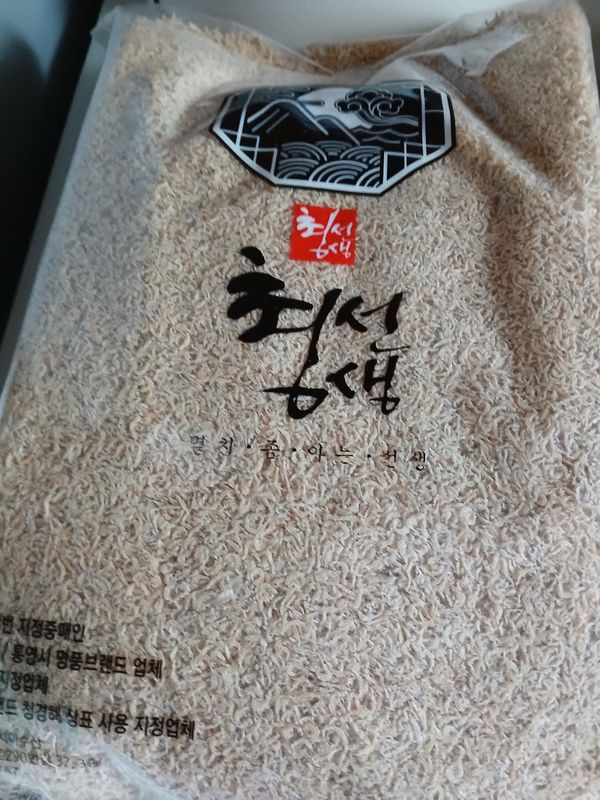 최선생
최선생
멸치·좀·아는·선생
지정중매인
/ 통영시 명품브랜드 업체
지정업체
청경해 상표 사용 지정업체